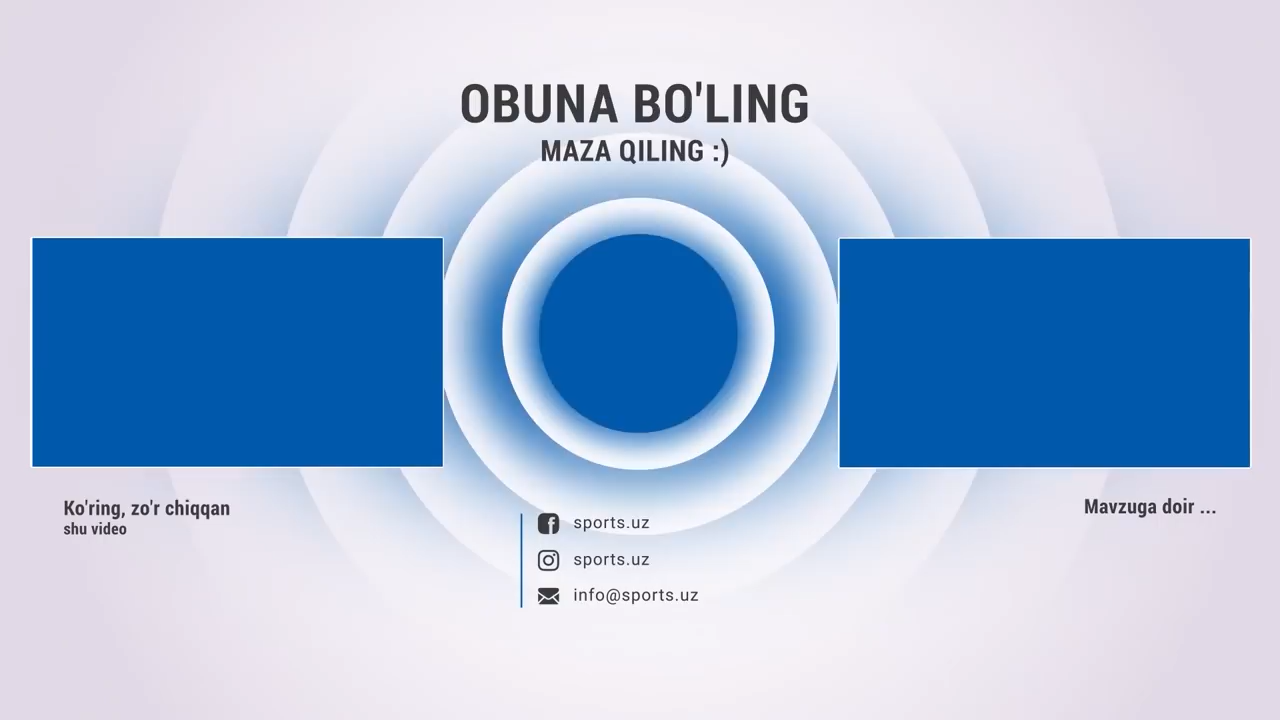 OBUNA BO'LING
MAZA QILING :)
Ko'ring, zo'r chiqqan
shu video
Mavzuga doir ...
sports.uz
sports.uz
info@sports.uz